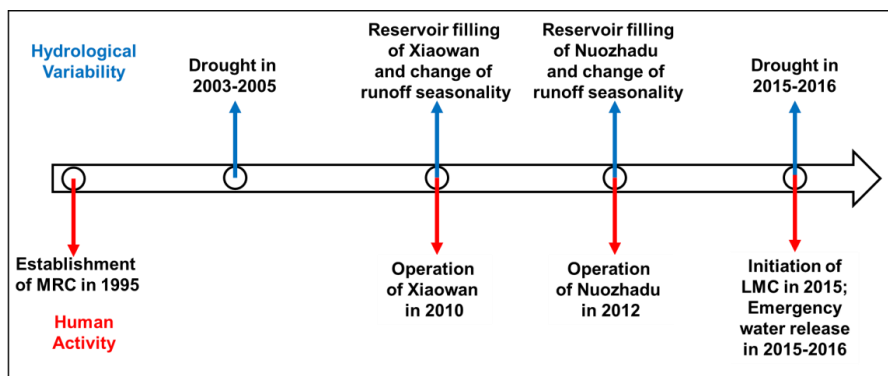 Hydrological
Variability
Drought in
2003-2005
Reservoir filling
of Xiaowan
and change of
runoff seasonality
Reservoir filling
of Nuozhadu
and change of
runoff seasonality
Drought in
2015-2016
Establishment
of MRC in 1995
Human
Activity
Operation
of Xiaowan
in 2010
Operation
of Nuozhadu
in 2012
Initiation of
LMC in 2015;
Emergency
water release
in 2015-2016